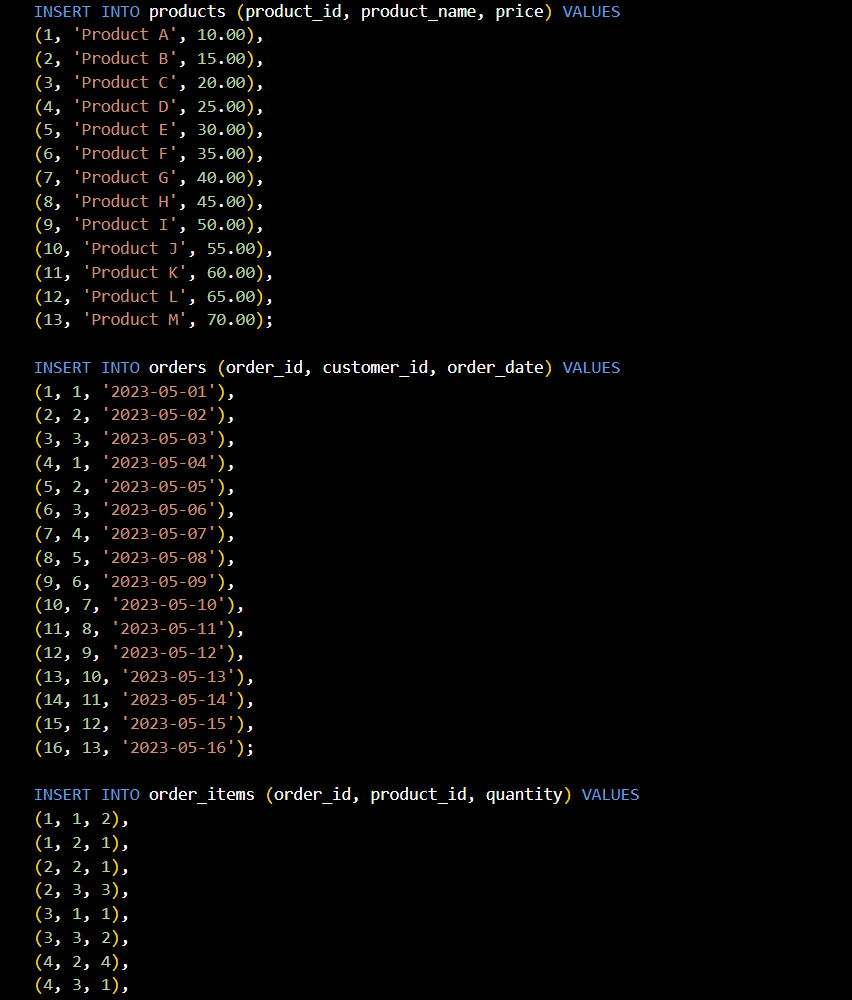 INSERT INTO products (product_id, product_name, price) VALUES
(1, 'Product A', 10.00),
(2, 'Product B', 15.00),
(3, 'Product C', 20.00),
(4, 'Product D', 25.00),
(5, 'Product E', 30.00),
(6, 'Product F', 35.00),
(7, 'Product G', 40.00),
(8, 'Product H', 45.00),
(9, 'Product I', 50.00),
(10, 'Product J', 55.00),
(11, 'Product K', 60.00),
(12, 'Product L', 65.00),
(13, 'Product M', 70.00);
INSERT INTO orders (order_id, customer_id, order_date) VALUES
(1, 1, '2023-05-01'),
(2, 2, '2023-05-02'),
(3, 3, '2023-05-03'),
(4, 1, '2023-05-04'),
(5, 2, '2023-05-05'),
(6, 3, '2023-05-06'),
(7, 4, '2023-05-07'),
(8, 5, '2023-05-08'),
(9, 6, '2023-05-09'),
(10, 7, '2023-05-10'),
(11, 8, '2023-05-11'),
(12, 9, '2023-05-12'),
(13, 10, '2023-05-13'),
(14, 11, '2023-05-14'),
(15, 12, '2023-05-15'),
(16, 13, '2023-05-16');
INSERT INTO order_items (order_id, product_id, quantity) VALUES
(1, 1, 2),
(1, 2, 1),
(2, 2, 1),
(2, 3, 3),
(3, 1, 1),
(3, 3, 2),
(4, 2, 4),
(4, 3, 1),